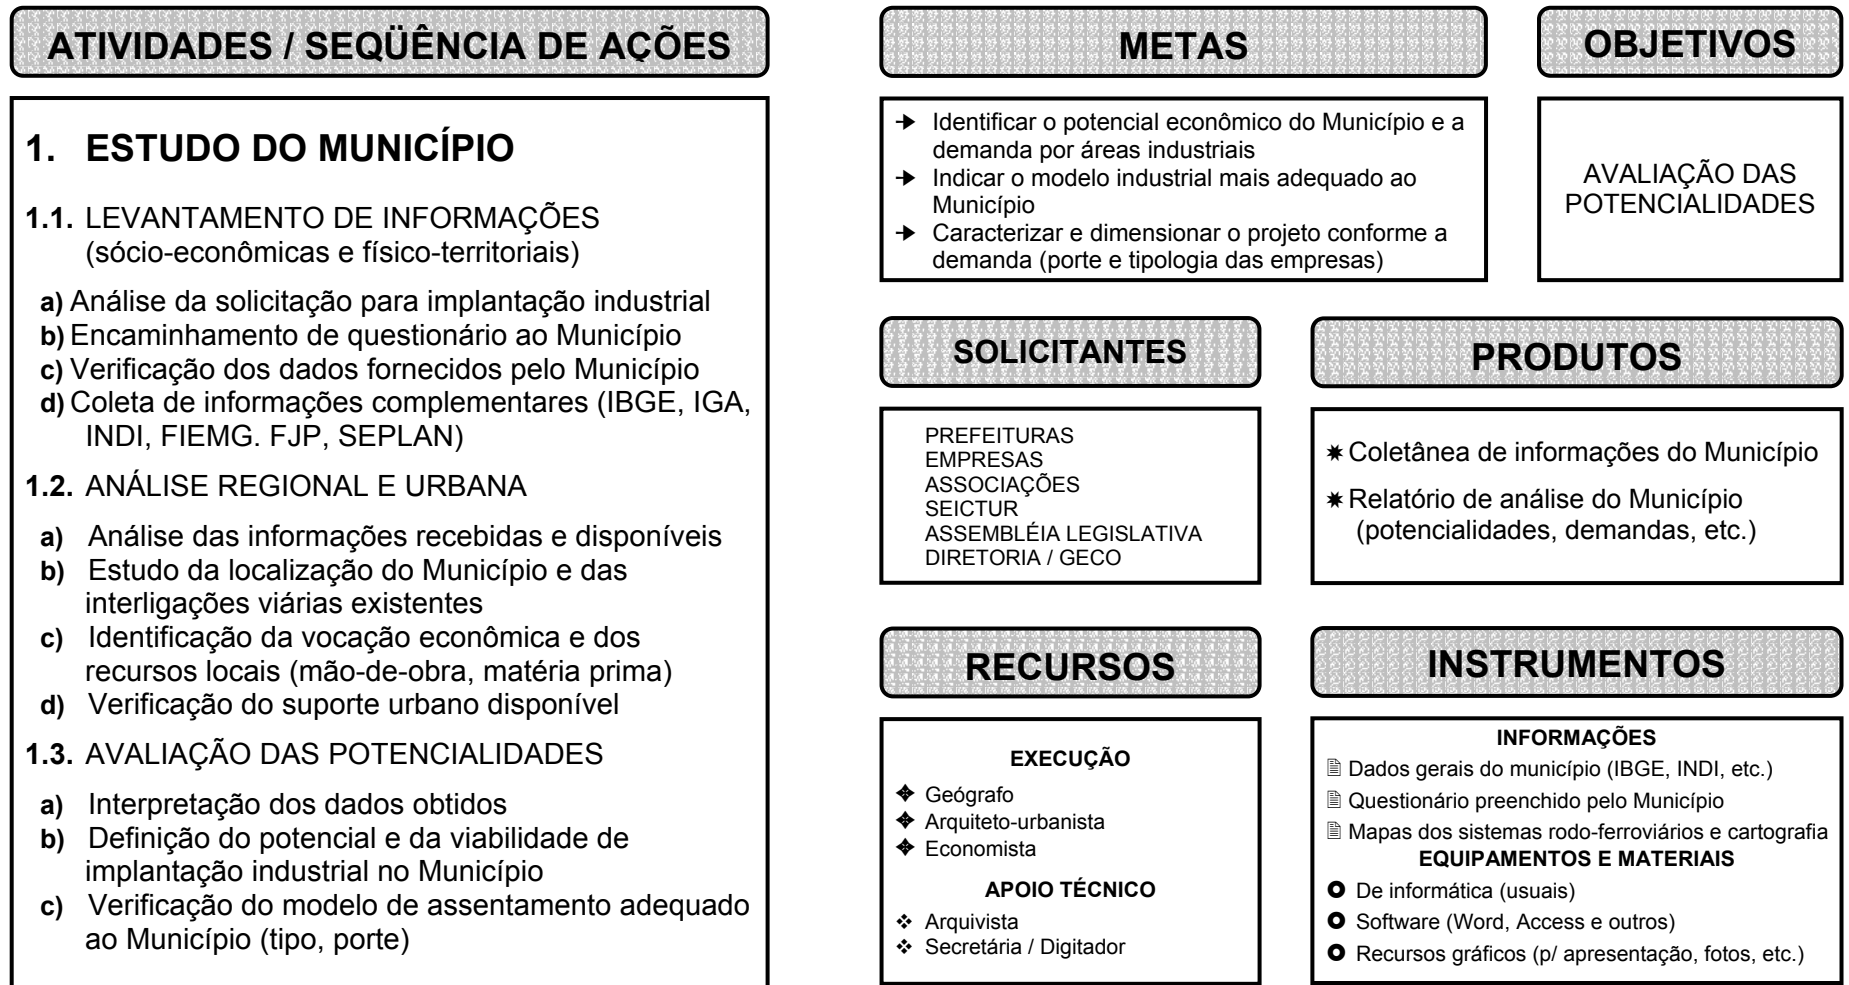 ATIVIDADES / SEQÜÊNCIA DE AÇÕES
1. ESTUDO DO MUNICÍPIO
1.1. LEVANTAMENTO DE INFORMAÇÕES
(sócio-econômicas e físico-territoriais)
a) Análise da solicitação para implantação industrial
b) Encaminhamento de questionário ao Município
c) Verificação dos dados fornecidos pelo Município
d) Coleta de informações complementares (IBGE, IGA,
INDI, FIEMG. FJP, SEPLAN)
1.2. ANÁLISE REGIONAL E URBANA
a) Análise das informações recebidas e disponíveis
b) Estudo da localização do Município e das
interligações viárias existentes
c) Identificação da vocação econômica e dos
recursos locais (mão-de-obra, matéria prima)
d) Verificação do suporte urbano disponível
1.3. AVALIAÇÃO DAS POTENCIALIDADES
a) Interpretação dos dados obtidos
b) Definição do potencial e da viabilidade de
implantação industrial no Município
c) Verificação do modelo de assentamento adequado
ao Município (tipo, porte)
METAS
➔ Identificar o potencial econômico do Município e a
demanda por áreas industriais
➔ Indicar o modelo industrial mais adequado ao
Município
➔ Caracterizar e dimensionar o projeto conforme a
demanda (porte e tipologia das empresas)
OBJETIVOS
AVALIAÇÃO DAS
POTENCIALIDADES
SOLICITANTES
PREFEITURAS
EMPRESAS
ASSOCIAÇÕES
SEICTUR
ASSEMBLÉIA LEGISLATIVA
DIRETORIA / GECO
PRODUTOS
✷ Coletânea de informações do Município
✷ Relatório de análise do Município
(potencialidades, demandas, etc.)
RECURSOS
EXECUÇÃO
Geógrafo
Arquiteto-urbanista
Economista
APOIO TÉCNICO
❖ Arquivista
❖ Secretária / Digitador
INSTRUMENTOS
INFORMAÇÕES
Dados gerais do município (IBGE, INDI, etc.)
Questionário preenchido pelo Município
Mapas dos sistemas rodo-ferroviários e cartografia
EQUIPAMENTOS E MATERIAIS
De informática (usuais)
Software (Word, Access e outros)
Recursos gráficos (p/ apresentação, fotos, etc.)